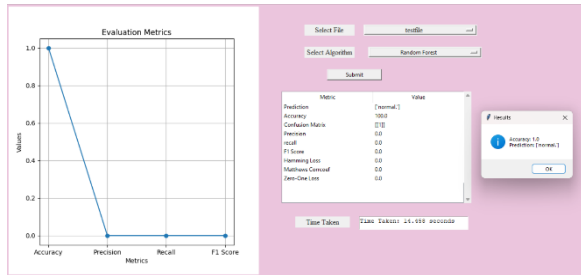 Evaluation Metrics
1.0
0.8
0.6
0.4
0.2
0.0
Values
Accuracy Precision Recall F1 Score
Metrics
Select File testfile
Select Algorithm Random Forest
Submit
Metric Value
Prediction ['normal.']
Accuracy 100.0
Confusion Matrix [[1]]
Precision 0.0
recall 0.0
F1 Score 0.0
Hamming Loss 0.0
Matthews Corrcoef 0.0
Zero-One Loss 0.0
Time Taken Time Taken: 14.688 seconds
Results
Accuracy: 1.0
Prediction: ['normal.']
OK